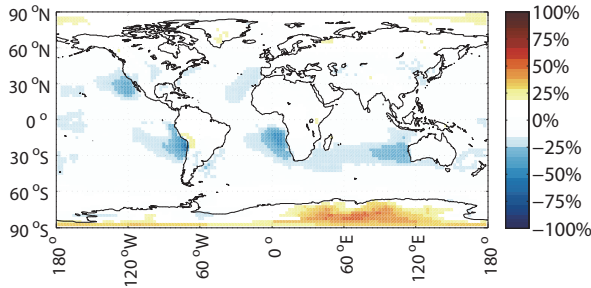 90 °N
60 °N
30 °N
0 °
30 °S
60 °S
90 °S
180 °
120 °W
60 °W
0 °
60 °E
120 °E
180 °
100%
75%
50%
25%
0%
−25%
−50%
−75%
−100%